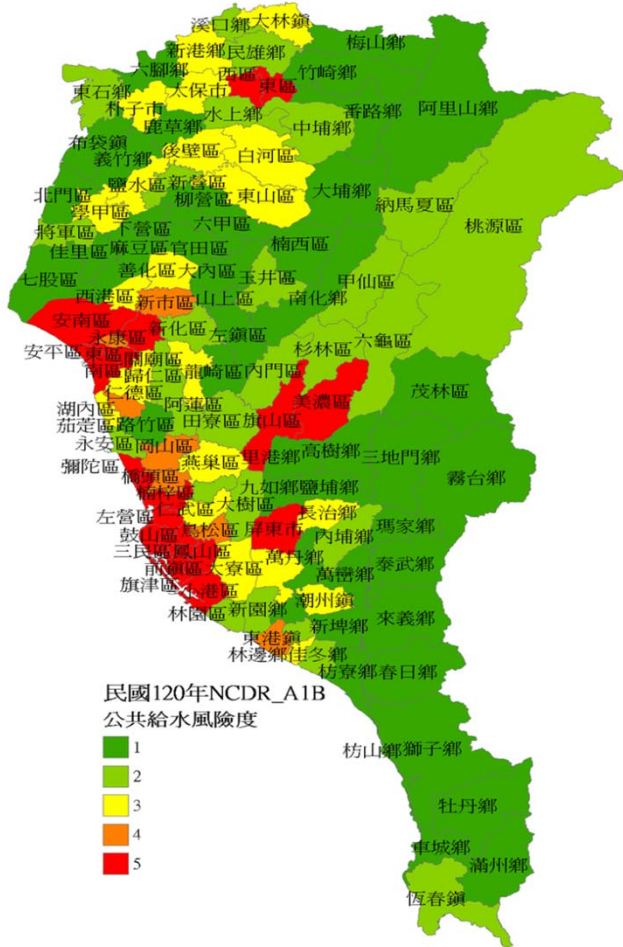 溪口鄉 大林鎮
梅山鄉
新港鄉 民雄鄉
六腳鄉 西區 竹崎鄉
東石鄉 太保市 東區
朴子市 水上鄉 番路鄉 阿里山鄉
鹿草鄉 中埔鄉
布袋鎮
義竹鄉 後壁區 白河區
鹽水區 新營區
北門區 柳營區 東山區 大埔鄉
學甲區 納馬夏區
將軍區 下營區 六甲區 桃源區
佳里區 麻豆區 官田區 楠西區
七股區 善化區 大內區 玉井區 甲仙區
西港區 新市區 山上區 南化鄉
安南區
永康區 新化區 左鎮區
安平區 東區 關廟區 杉林區 六龜區
南區 歸仁區 龍崎區 內門區
仁德區 美濃區 茂林區
湖內區 阿蓮區
茄萣區 路竹區 田寮區 旗山區
永安區 岡山區 里港鄉 高樹鄉 三地門鄉
彌陀區 燕巢區 霧台鄉
橋頭區
楠梓區 九如鄉 鹽埔鄉
左營區 仁武區 大樹區 長治鄉
鼓山區 鳥松區 屏東市 瑪家鄉
三民區 鳳山區 內埔鄉
前鎮區 大寮區 萬丹鄉 泰武鄉
旗津區 小港區 萬巒鄉
林園區 新園鄉 潮州鎮 來義鄉
東港鎮 新埤鄉
林邊鄉 佳冬鄉
枋寮鄉 春日鄉
民國120年NCDR_A1B
公共給水風險度
1
2
3
4
5
枋山鄉 獅子鄉
牡丹鄉
車城鄉
滿州鄉
恆春鎮